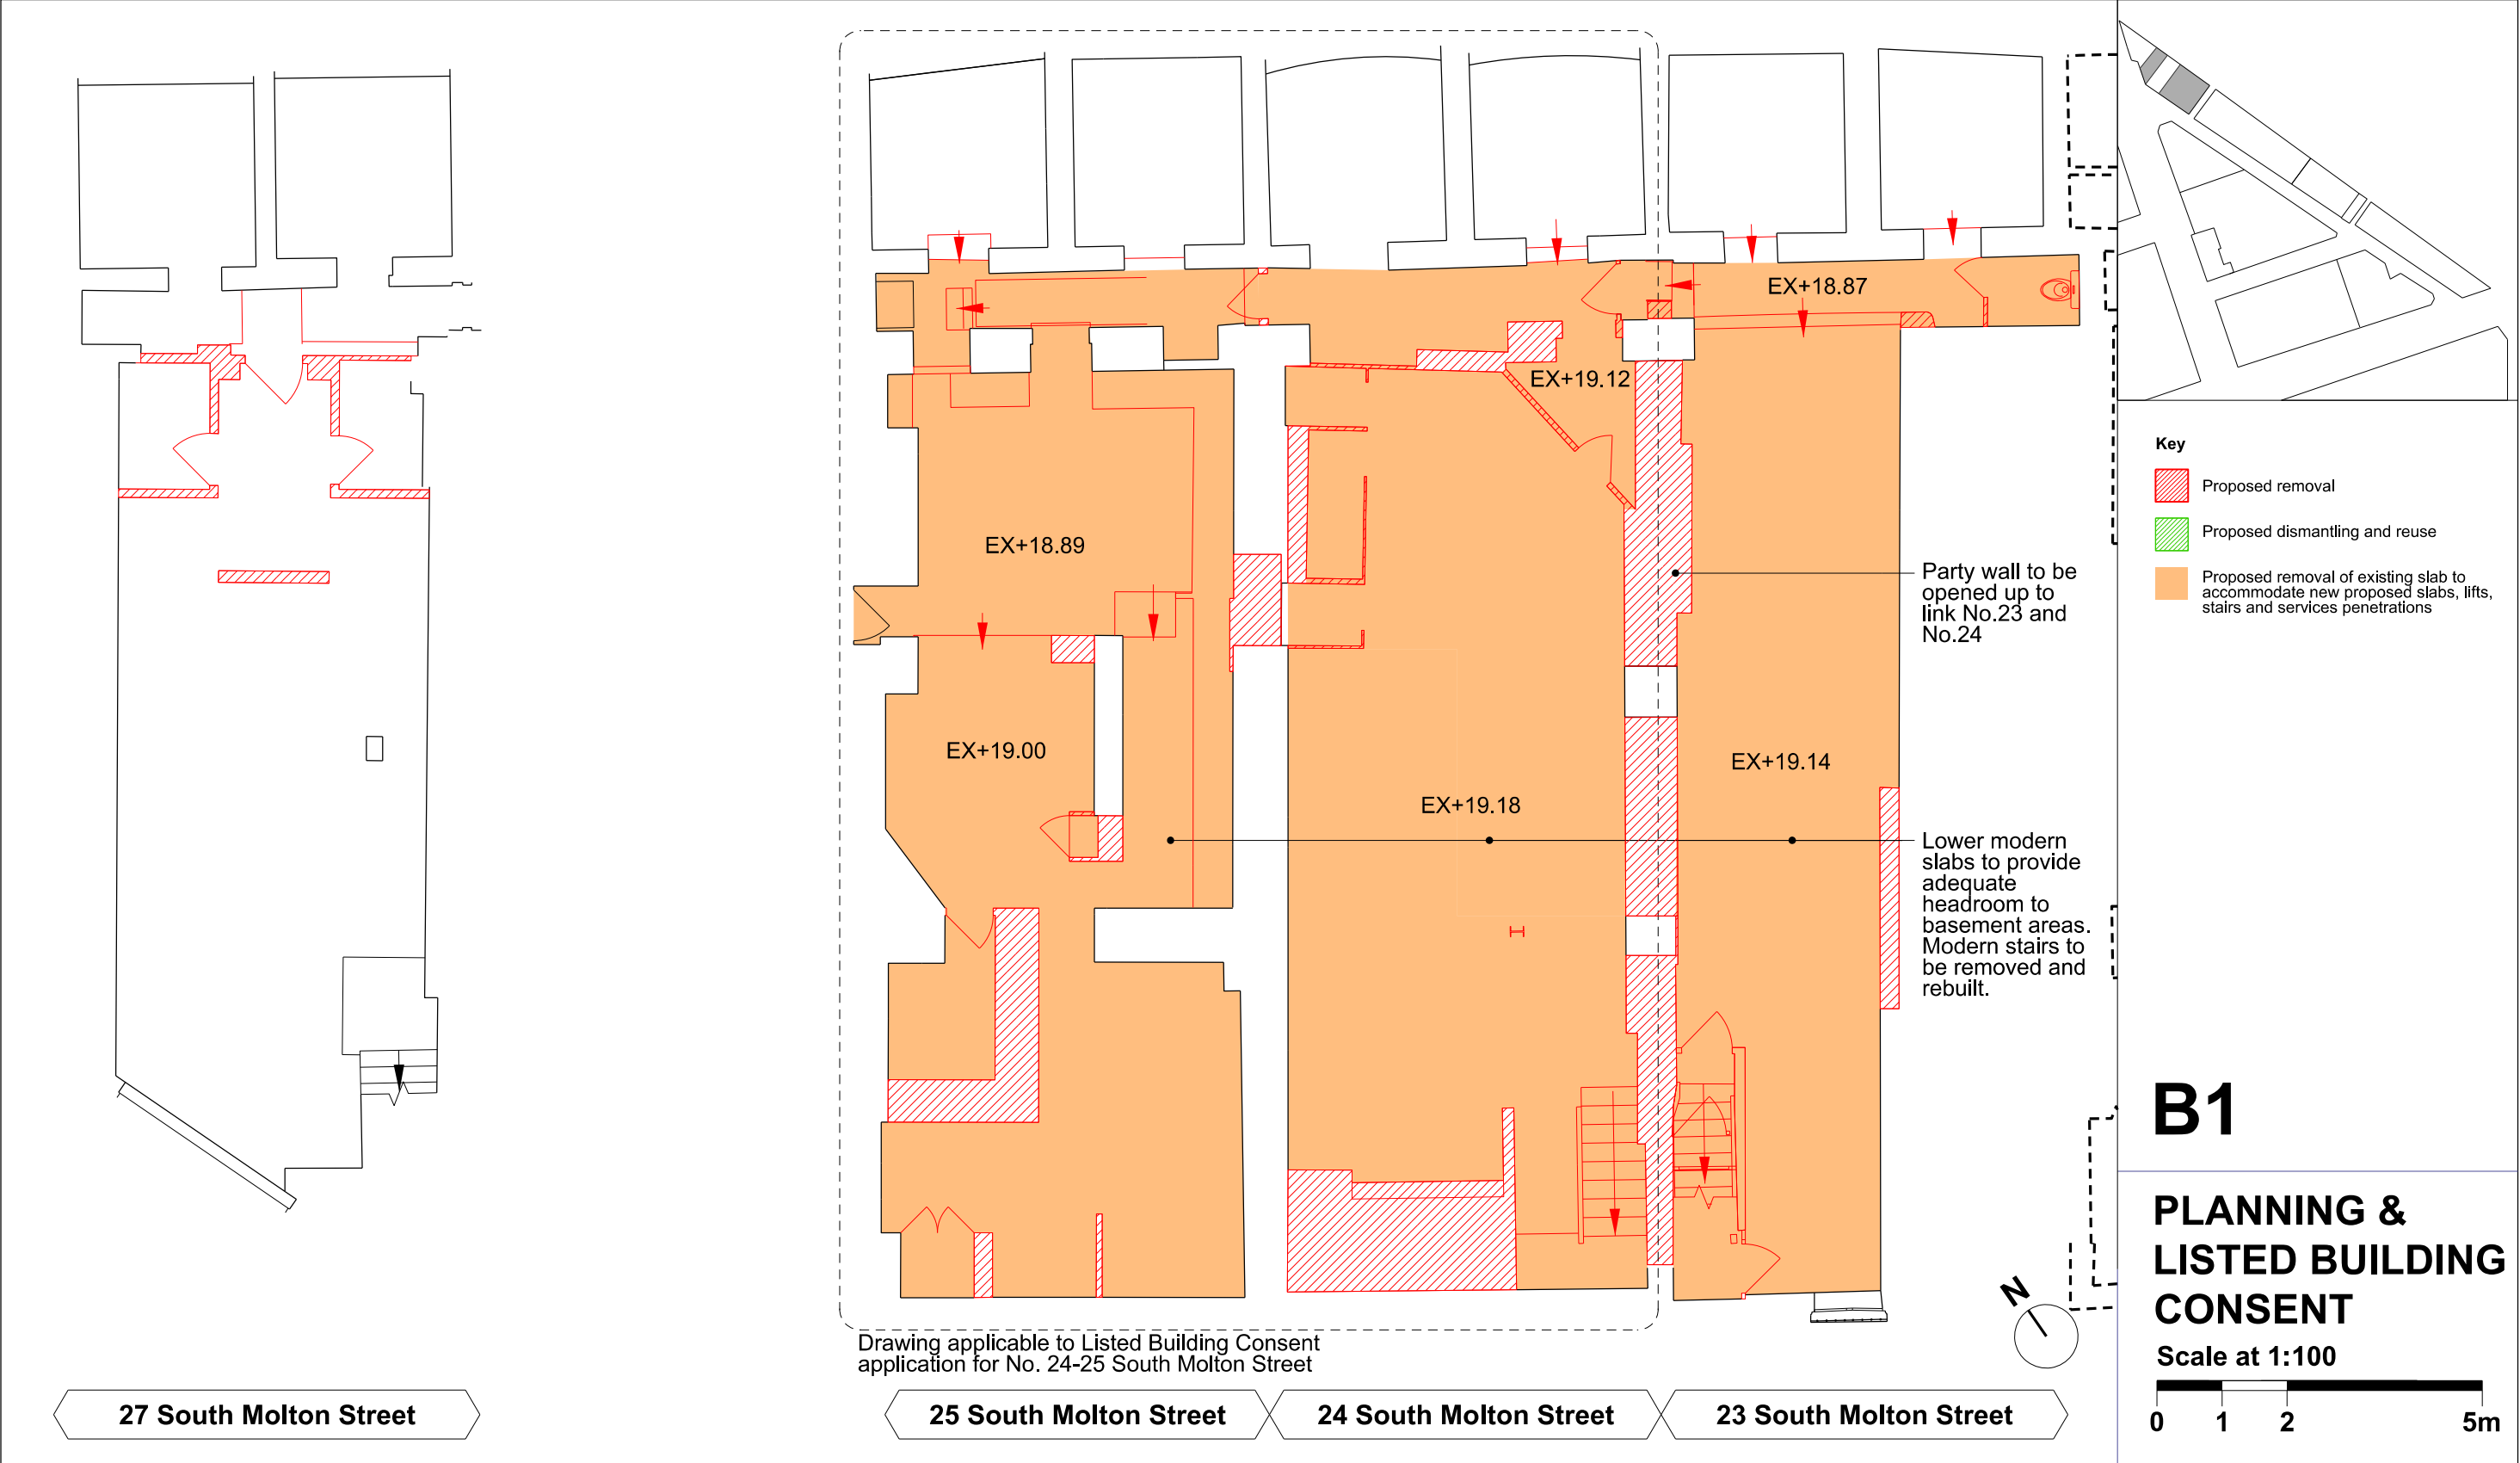 EX+18.87
EX+19.12
EX+18.89
EX+19.00
EX+19.18
EX+19.14
Party wall to be
opened up to
link No.23 and
No.24
Lower modern
slabs to provide
adequate
headroom to
basement areas.
Modern stairs to
be removed and
rebuilt.
Drawing applicable to Listed Building Consent
application for No. 24-25 South Molton Street
27 South Molton Street
25 South Molton Street
24 South Molton Street
23 South Molton Street
N
Key
Proposed removal
Proposed dismantling and reuse
Proposed removal of existing slab to
accommodate new proposed slabs, lifts,
stairs and services penetrations
B1
PLANNING &
LISTED BUILDING
CONSENT
Scale at 1:100
0 1 2 5m